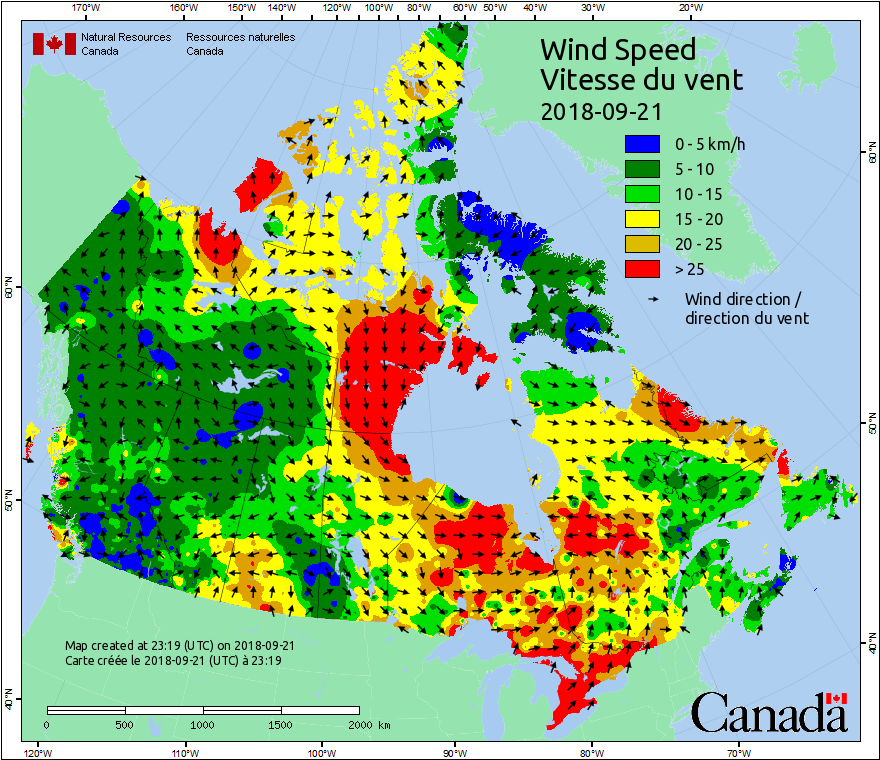 170°W 160°W 150°W 140°W 120°W 110°W 100°W 80°W 60°W 50°W 40°W 30°W 20°W
Natural Resources Canada
Ressources naturelles Canada
Wind Speed
Vitesse du vent
2018-09-21
0 - 5 km/h
5 - 10
10 - 15
15 - 20
20 - 25
> 25
Wind direction /
direction du vent
60°N
60°N
50°N
50°N
40°N
40°N
Map created at 23:19 (UTC) on 2018-09-21
Carte créée le 2018-09-21 (UTC) à 23:19
0 500 1000 1500 2000 km
Canada
120°W 110°W 100°W 90°W 80°W 70°W